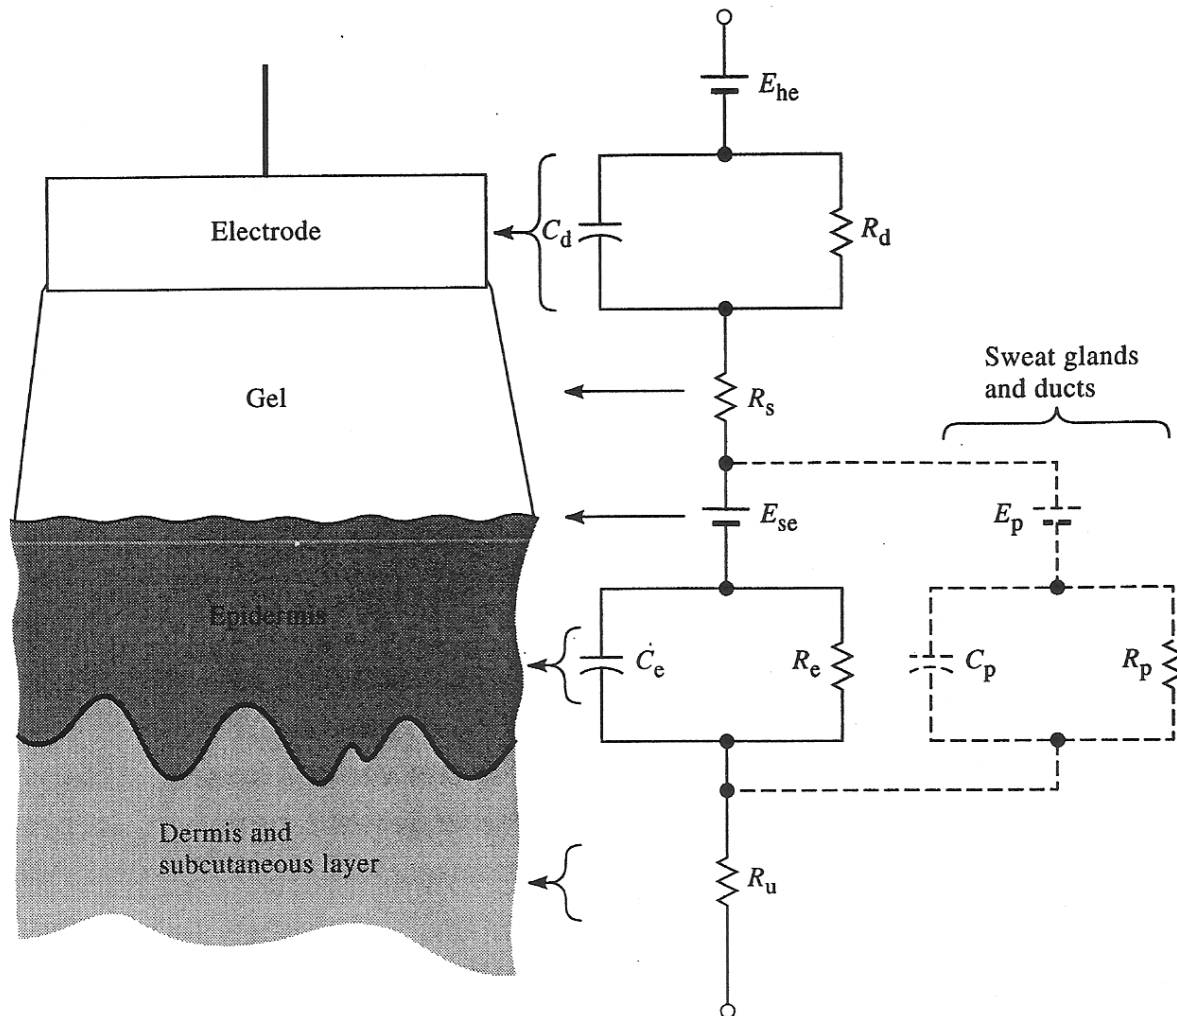 E_he
Electrode
C_d
R_d
Gel
R_s
Sweat glands
and ducts
E_se
E_p
Epidermis
C_e
R_e
C_p
R_p
Dermis and
subcutaneous layer
R_u